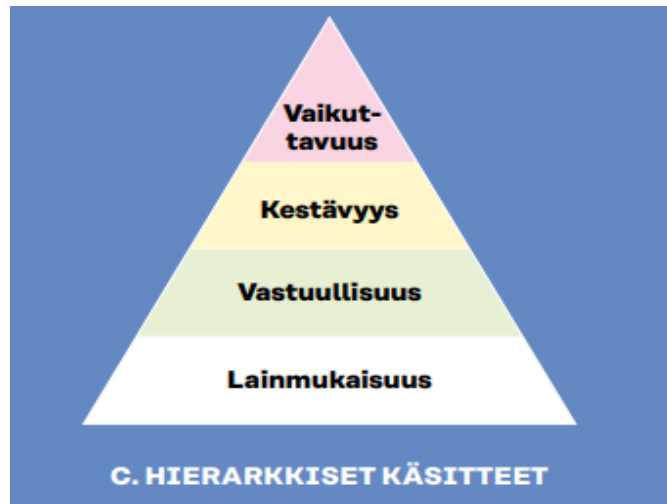 Vaikut-
tavuus
Kestävyys
Vastuullisuus
Lainmukaisuus
C. HIERARKKISET KÄSITTEET